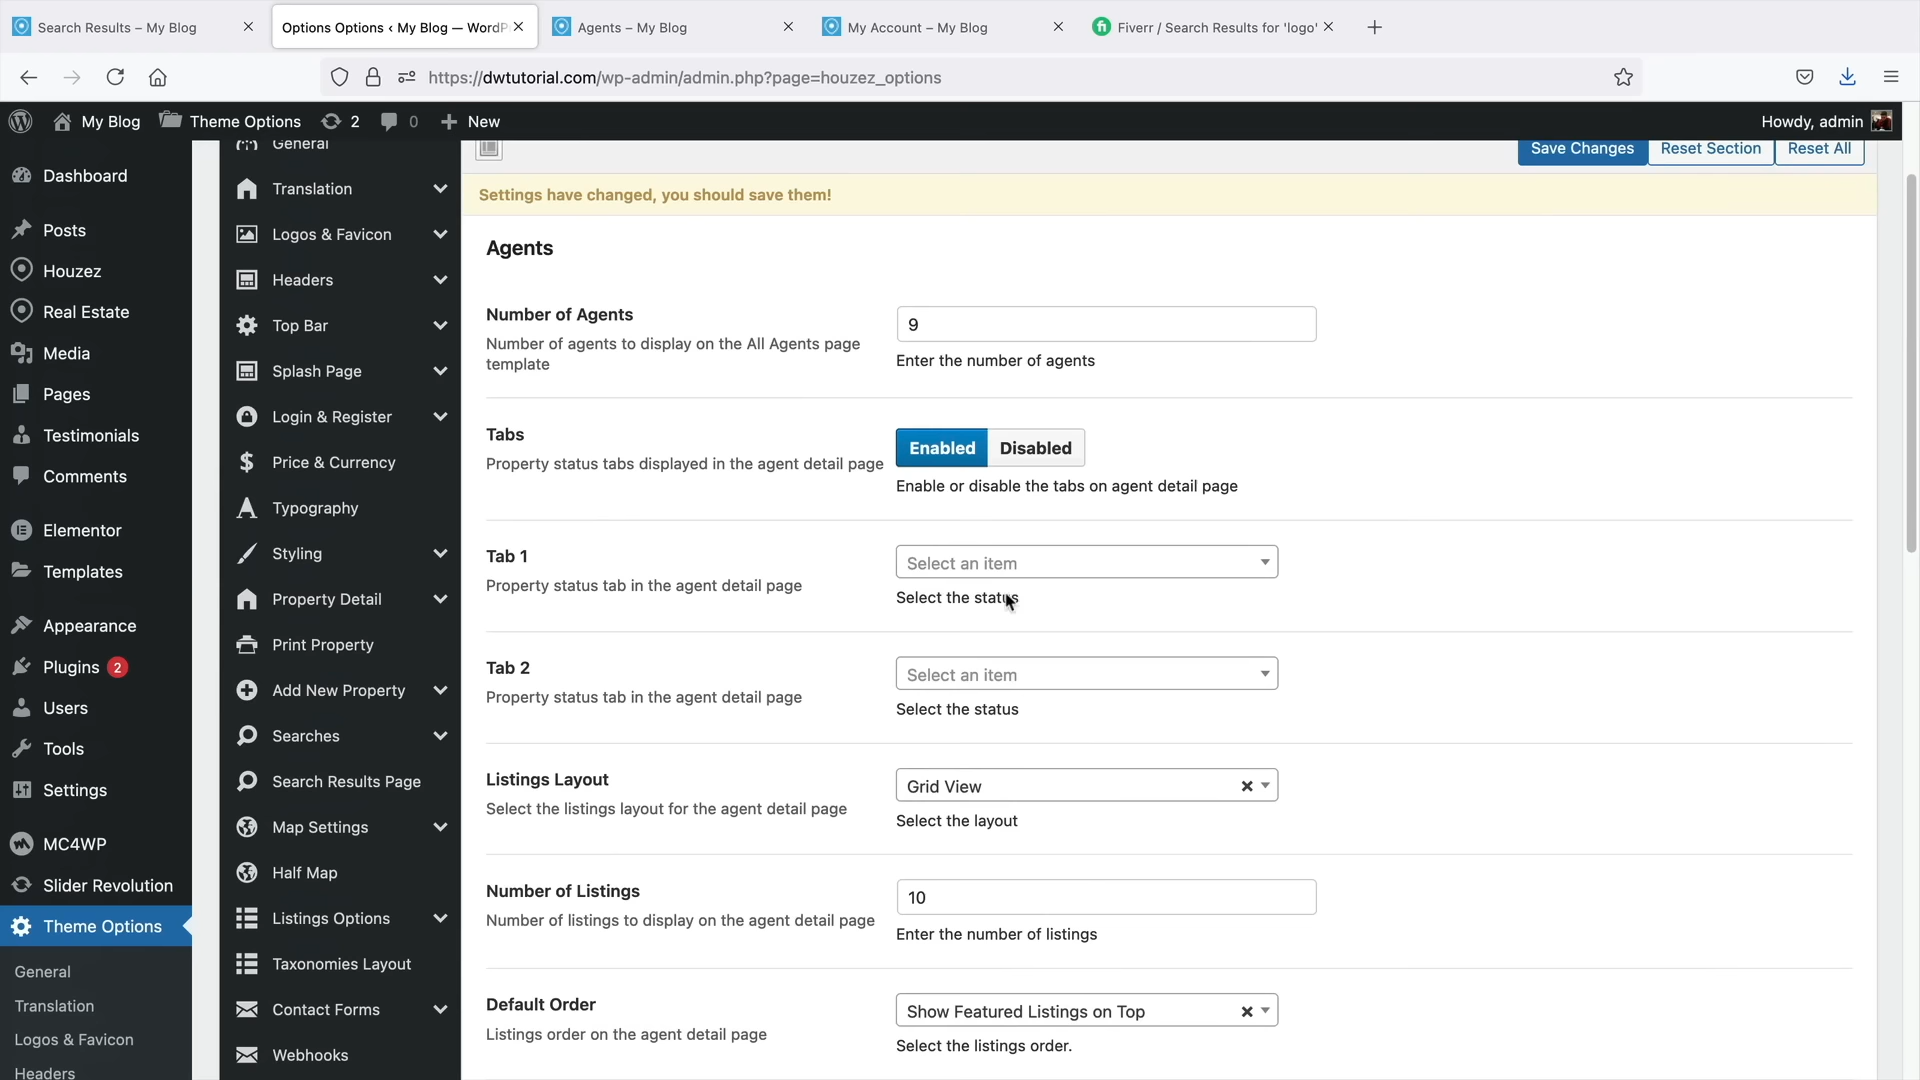 Search Results – My Blog
Options Options ‹ My Blog — WordP
Agents – My Blog
My Account – My Blog
Fiverr / Search Results for 'logo'
https://dwtutorial.com/wp-admin/admin.php?page=houzez_options
My Blog
Theme Options
2
0
New
Howdy, admin
Dashboard
Posts
Houzez
Real Estate
Media
Pages
Testimonials
Comments
Elementor
Templates
Appearance
Plugins 2
Users
Tools
Settings
MC4WP
Slider Revolution
Theme Options
General
Translation
Logos & Favicon
Headers
General
Translation
Logos & Favicon
Headers
Top Bar
Splash Page
Login & Register
Price & Currency
Typography
Styling
Property Detail
Print Property
Add New Property
Searches
Search Results Page
Map Settings
Half Map
Listings Options
Taxonomies Layout
Contact Forms
Webhooks
Save Changes
Reset Section
Reset All
Settings have changed, you should save them!
Agents
Number of Agents
Number of agents to display on the All Agents page
template
9
Enter the number of agents
Tabs
Property status tabs displayed in the agent detail page
Enabled Disabled
Enable or disable the tabs on agent detail page
Tab 1
Property status tab in the agent detail page
Select an item
Select the status
Tab 2
Property status tab in the agent detail page
Select an item
Select the status
Listings Layout
Select the listings layout for the agent detail page
Grid View
Select the layout
Number of Listings
Number of listings to display on the agent detail page
10
Enter the number of listings
Default Order
Listings order on the agent detail page
Show Featured Listings on Top
Select the listings order.